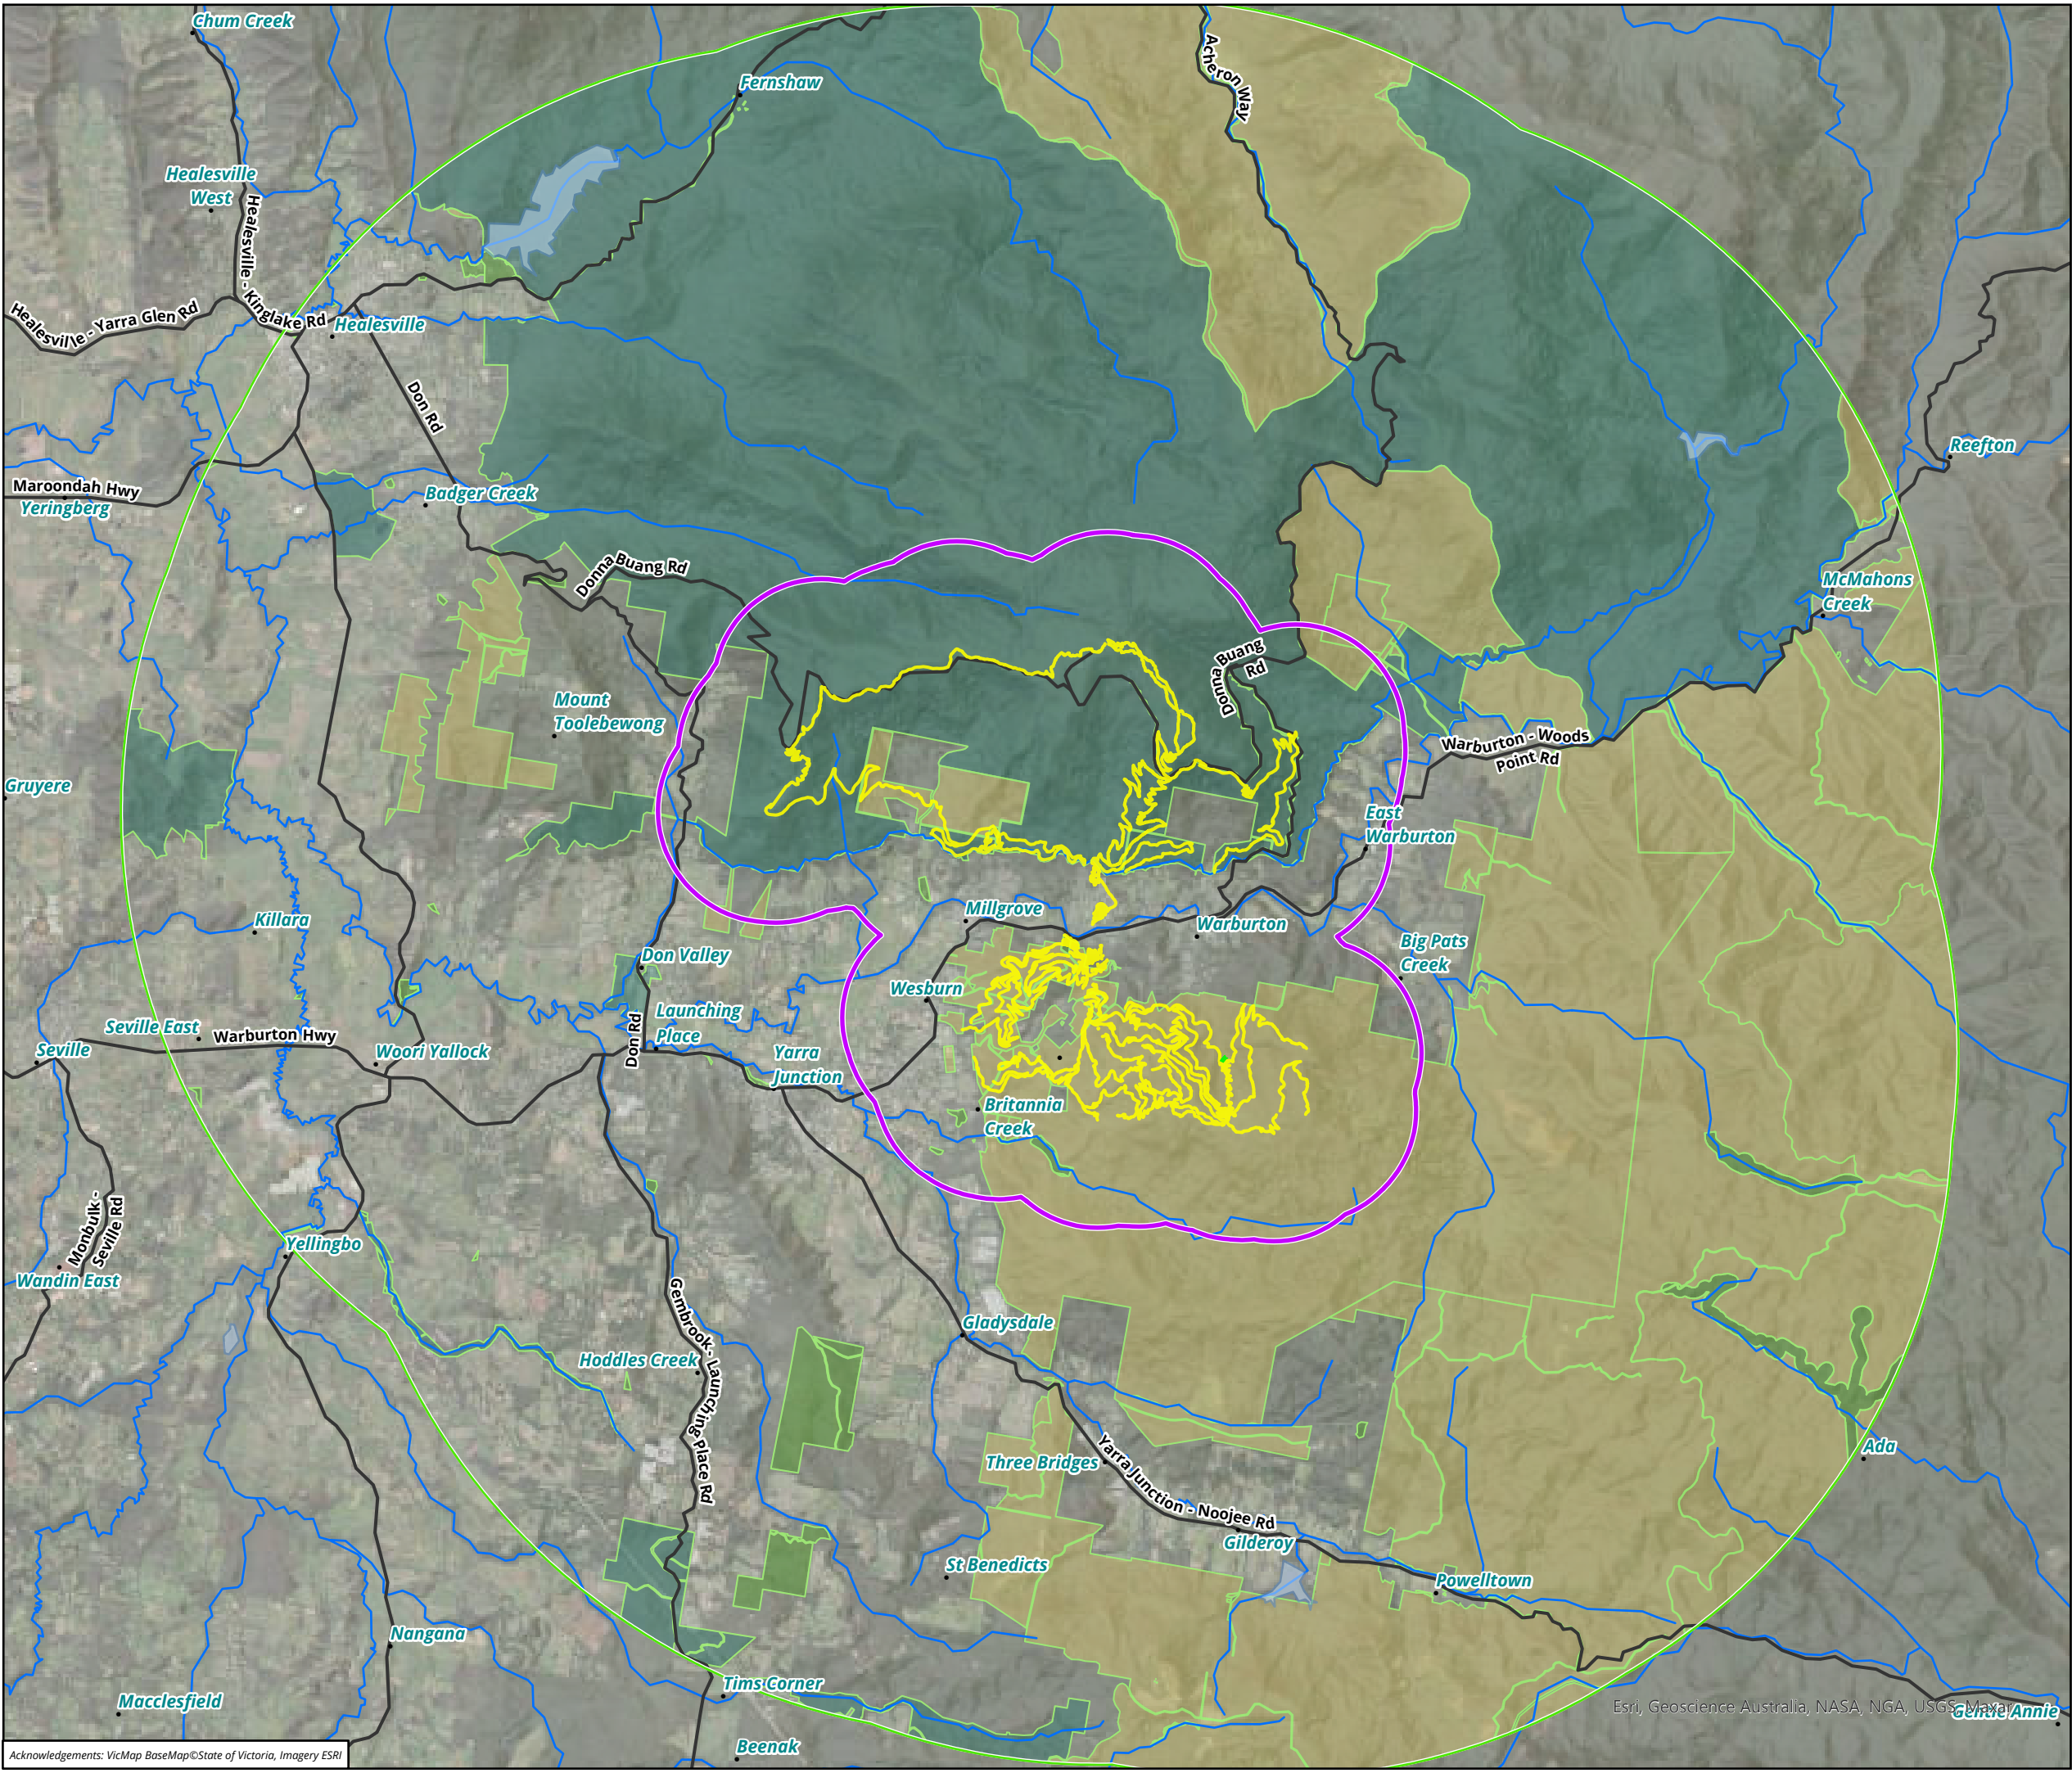 Chum Creek
Fernshaw
Acheron Way
Healesville
West
Healesville - Kinglake Rd
Healesville - Yarra Glen Rd
Healesville
Don Rd
Reefton
Maroondah Hwy
Yeringberg
Badger Creek
Donna Buang Rd
McMahons
Creek
Donna Buang
Rd
Mount
Toolebewong
Warburton - Woods
Point Rd
Gruyere
East
Warburton
Killara
Millgrove
Warburton
Big Pats
Creek
Don Valley
Wesburn
Launching
Place
Seville East
Warburton Hwy
Don Rd
Seville
Woori Yallock
Yarra
Junction
Britannia
Creek
Monbulk -
Seville Rd
Yellingbo
Wandin East
Gembrook - Launching Place Rd
Gladysdale
Hoddles Creek
Ada
Three Bridges
Yarra Junction - Noojee Rd
Gilderoy
St Benedicts
Powelltown
Nangana
Tims Corner
Macclesfield
Esri, Geoscience Australia, NASA, NGA, USGS, Maxar
Gentle Annie
Beenak
Acknowledgements: VicMap BaseMap©State of Victoria, Imagery ESRI